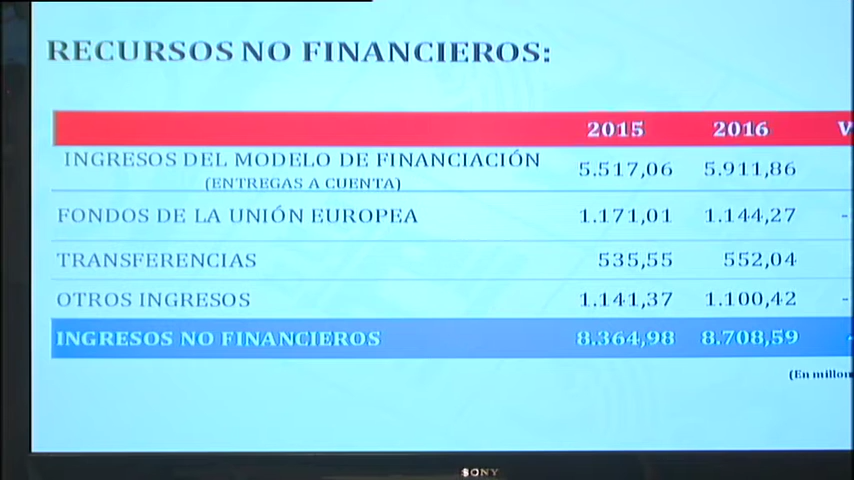 RECURSOS NO FINANCIEROS:
2015 2016 V
INGRESOS DEL MODELO DE FINANCIACIÓN 5.517,06 5.911,86
(ENTREGAS A CUENTA)
FONDOS DE LA UNIÓN EUROPEA 1.171,01 1.144,27 -
TRANSFERENCIAS 535,55 552,04
OTROS INGRESOS 1.141,37 1.100,42 -
INGRESOS NO FINANCIEROS 8.364,98 8.708,59 -
(En millon
SONY